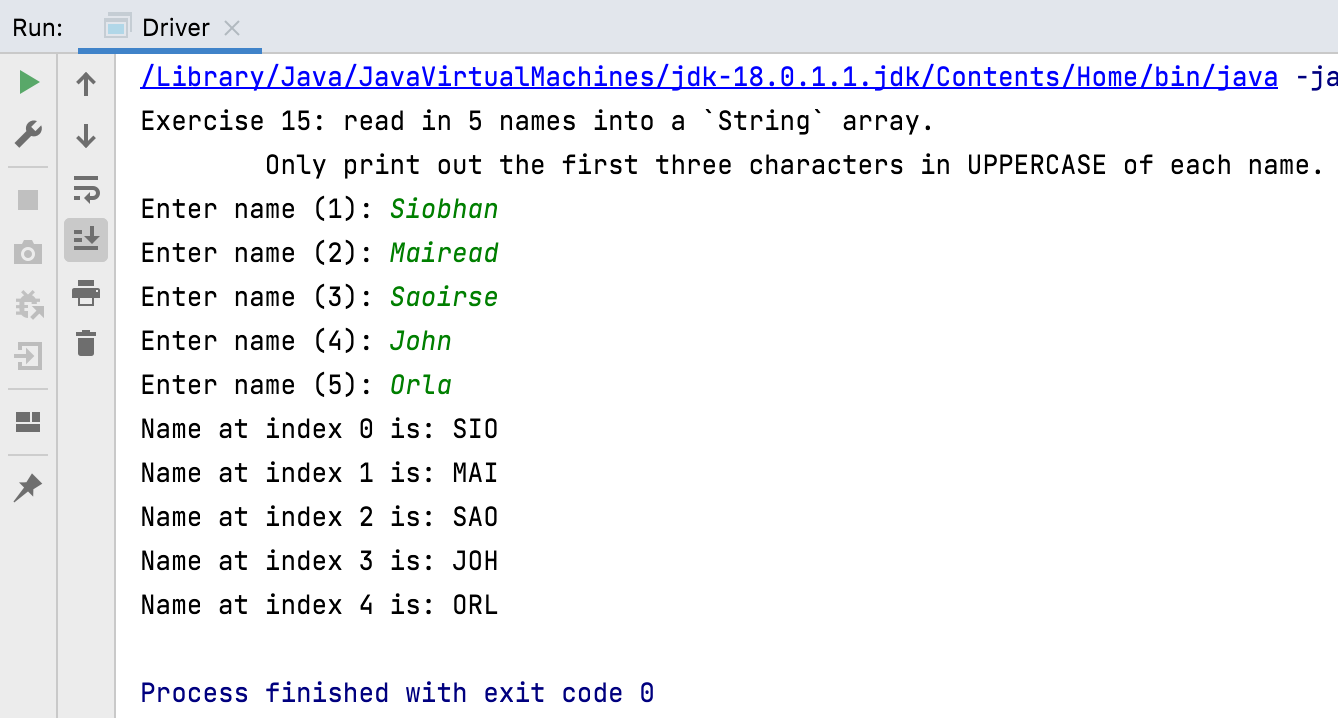 Run: Driver
/Library/Java/JavaVirtualMachines/jdk-18.0.1.1.jdk/Contents/Home/bin/java -ja
Exercise 15: read in 5 names into a `String` array.
        Only print out the first three characters in UPPERCASE of each name.
Enter name (1): Siobhan
Enter name (2): Mairead
Enter name (3): Saoirse
Enter name (4): John
Enter name (5): Orla
Name at index 0 is: SIO
Name at index 1 is: MAI
Name at index 2 is: SAO
Name at index 3 is: JOH
Name at index 4 is: ORL
Process finished with exit code 0